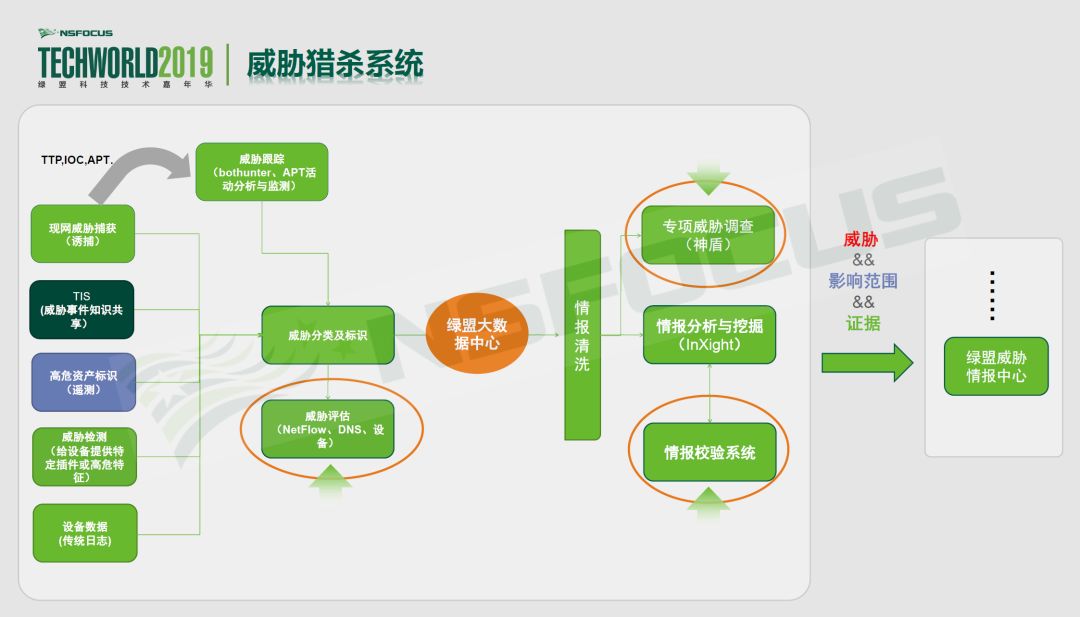 NSFOCUS
TECHWORLD2019
绿盟科技技术嘉年华
威胁猎杀系统
TTP,IOC,APT.
威胁跟踪
（bothunter、APT活
动分析与监测）
现网威胁捕获
（诱捕）
TIS
(威胁事件知识共
享）
高危资产标识
（遥测）
威胁检测
（给设备提供特
定插件或高危特
征）
设备数据
(传统日志)
威胁分类及标识
威胁评估
（NetFlow、DNS、设
备）
绿盟大数
据中心
情
报
清
洗
专项威胁调查
（神盾）
情报分析与挖掘
（InXight）
情报校验系统
威胁
&&
影响范围
&&
证据
绿盟威胁
情报中心
NSFOCUS